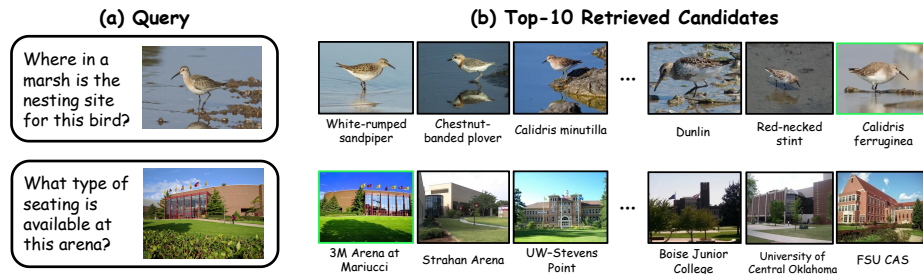 (a) Query
(b) Top-10 Retrieved Candidates
Where in a
marsh is the
nesting site
for this bird?
White-rumped
sandpiper
Chestnut-
banded plover
Calidris minutilla
...
Dunlin
Red-necked
stint
Calidris
ferruginea
What type of
seating is
available at
this arena?
3M Arena at
Mariucci
Strahan Arena
UW-Stevens
Point
...
Boise Junior
College
University of
Central Oklahoma
FSU CAS